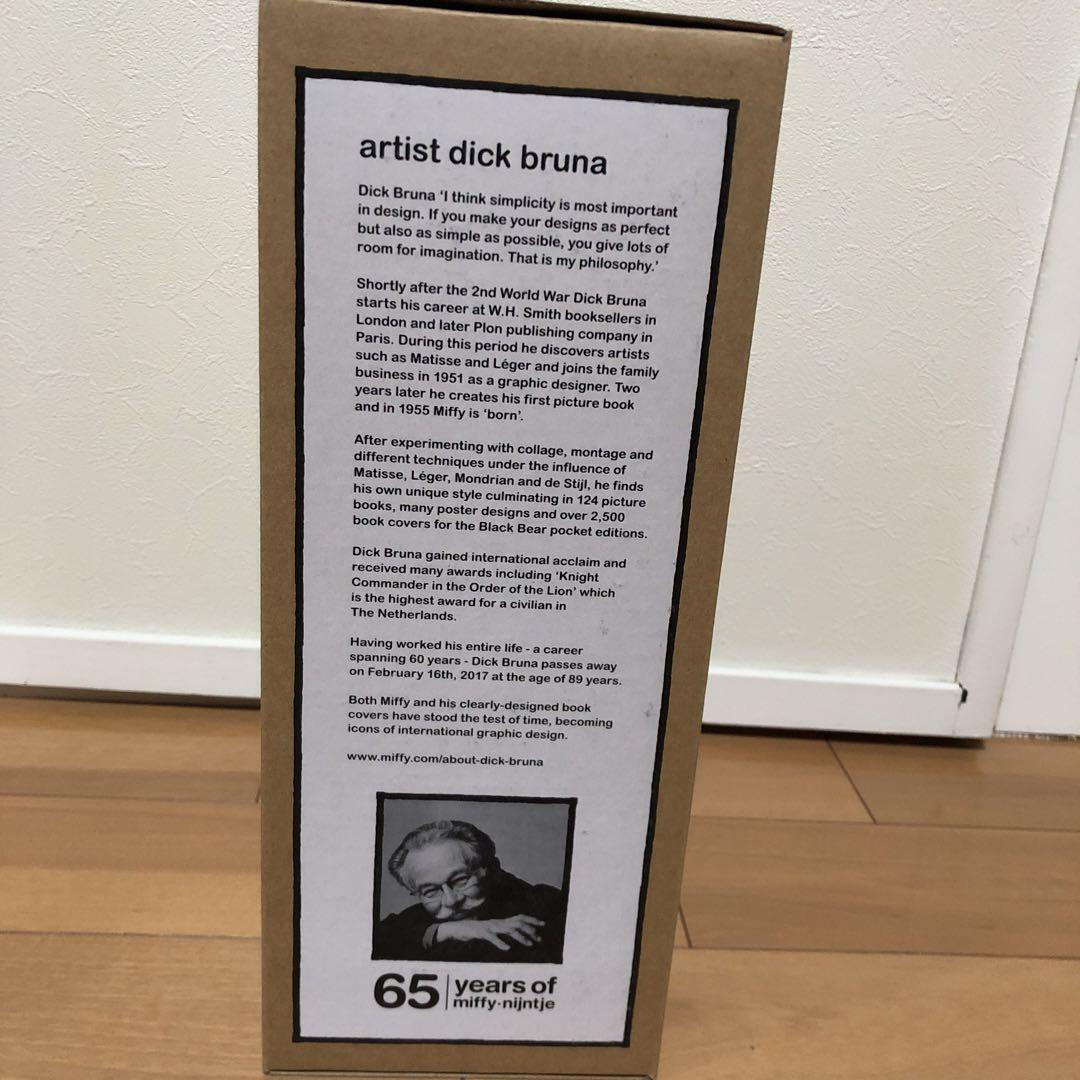 artist dick bruna
Dick Bruna ‘I think simplicity is most important
in design. If you make your designs as perfect
but also as simple as possible, you give lots of
room for imagination. That is my philosophy.’
Shortly after the 2nd World War Dick Bruna
starts his career at W.H. Smith booksellers in
London and later Plon publishing company in
Paris. During this period he discovers artists
such as Matisse and Léger and joins the family
business in 1951 as a graphic designer. Two
years later he creates his first picture book
and in 1955 Miffy is ‘born’.
After experimenting with collage, montage and
different techniques under the influence of
Matisse, Léger, Mondrian and de Stijl, he finds
his own unique style culminating in 124 picture
books, many poster designs and over 2,500
book covers for the Black Bear pocket editions.
Dick Bruna gained international acclaim and
received many awards including ‘Knight
Commander in the Order of the Lion’ which
is the highest award for a civilian in
The Netherlands.
Having worked his entire life - a career
spanning 60 years - Dick Bruna passes away
on February 16th, 2017 at the age of 89 years.
Both Miffy and his clearly-designed book
covers have stood the test of time, becoming
icons of international graphic design.
www.miffy.com/about-dick-bruna
65 years of
miffy·nijntje